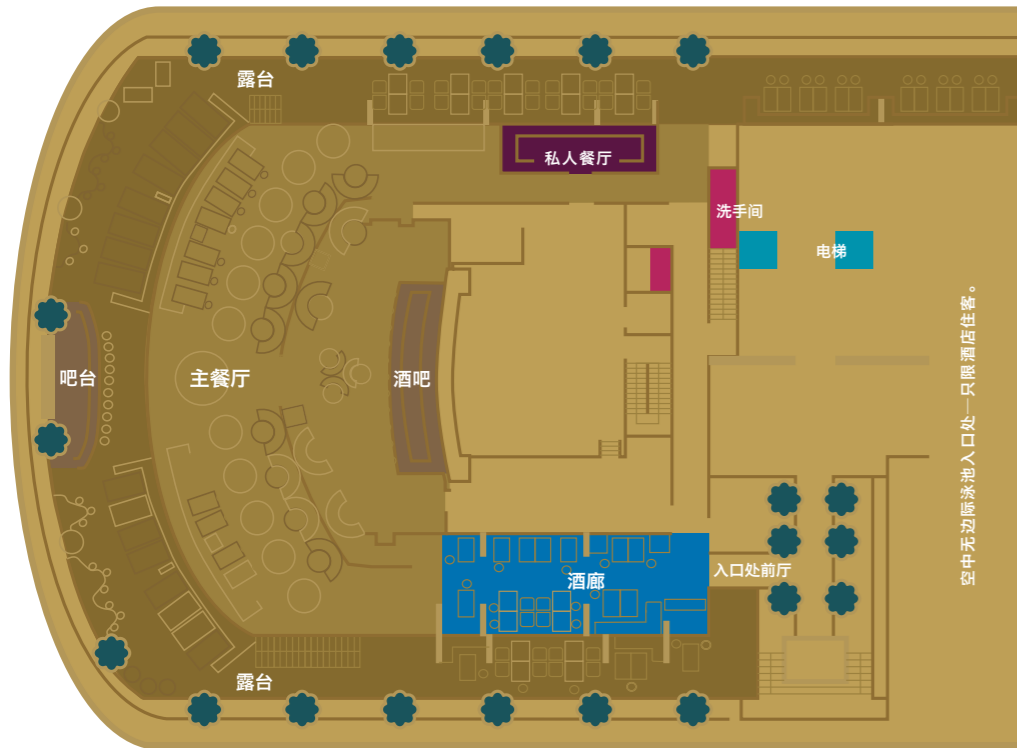 露台
私人餐厅
洗手间
电梯
吧台
主餐厅
酒吧
空中无边际泳池入口处—只限酒店住客。
酒廊
入口处前厅
露台